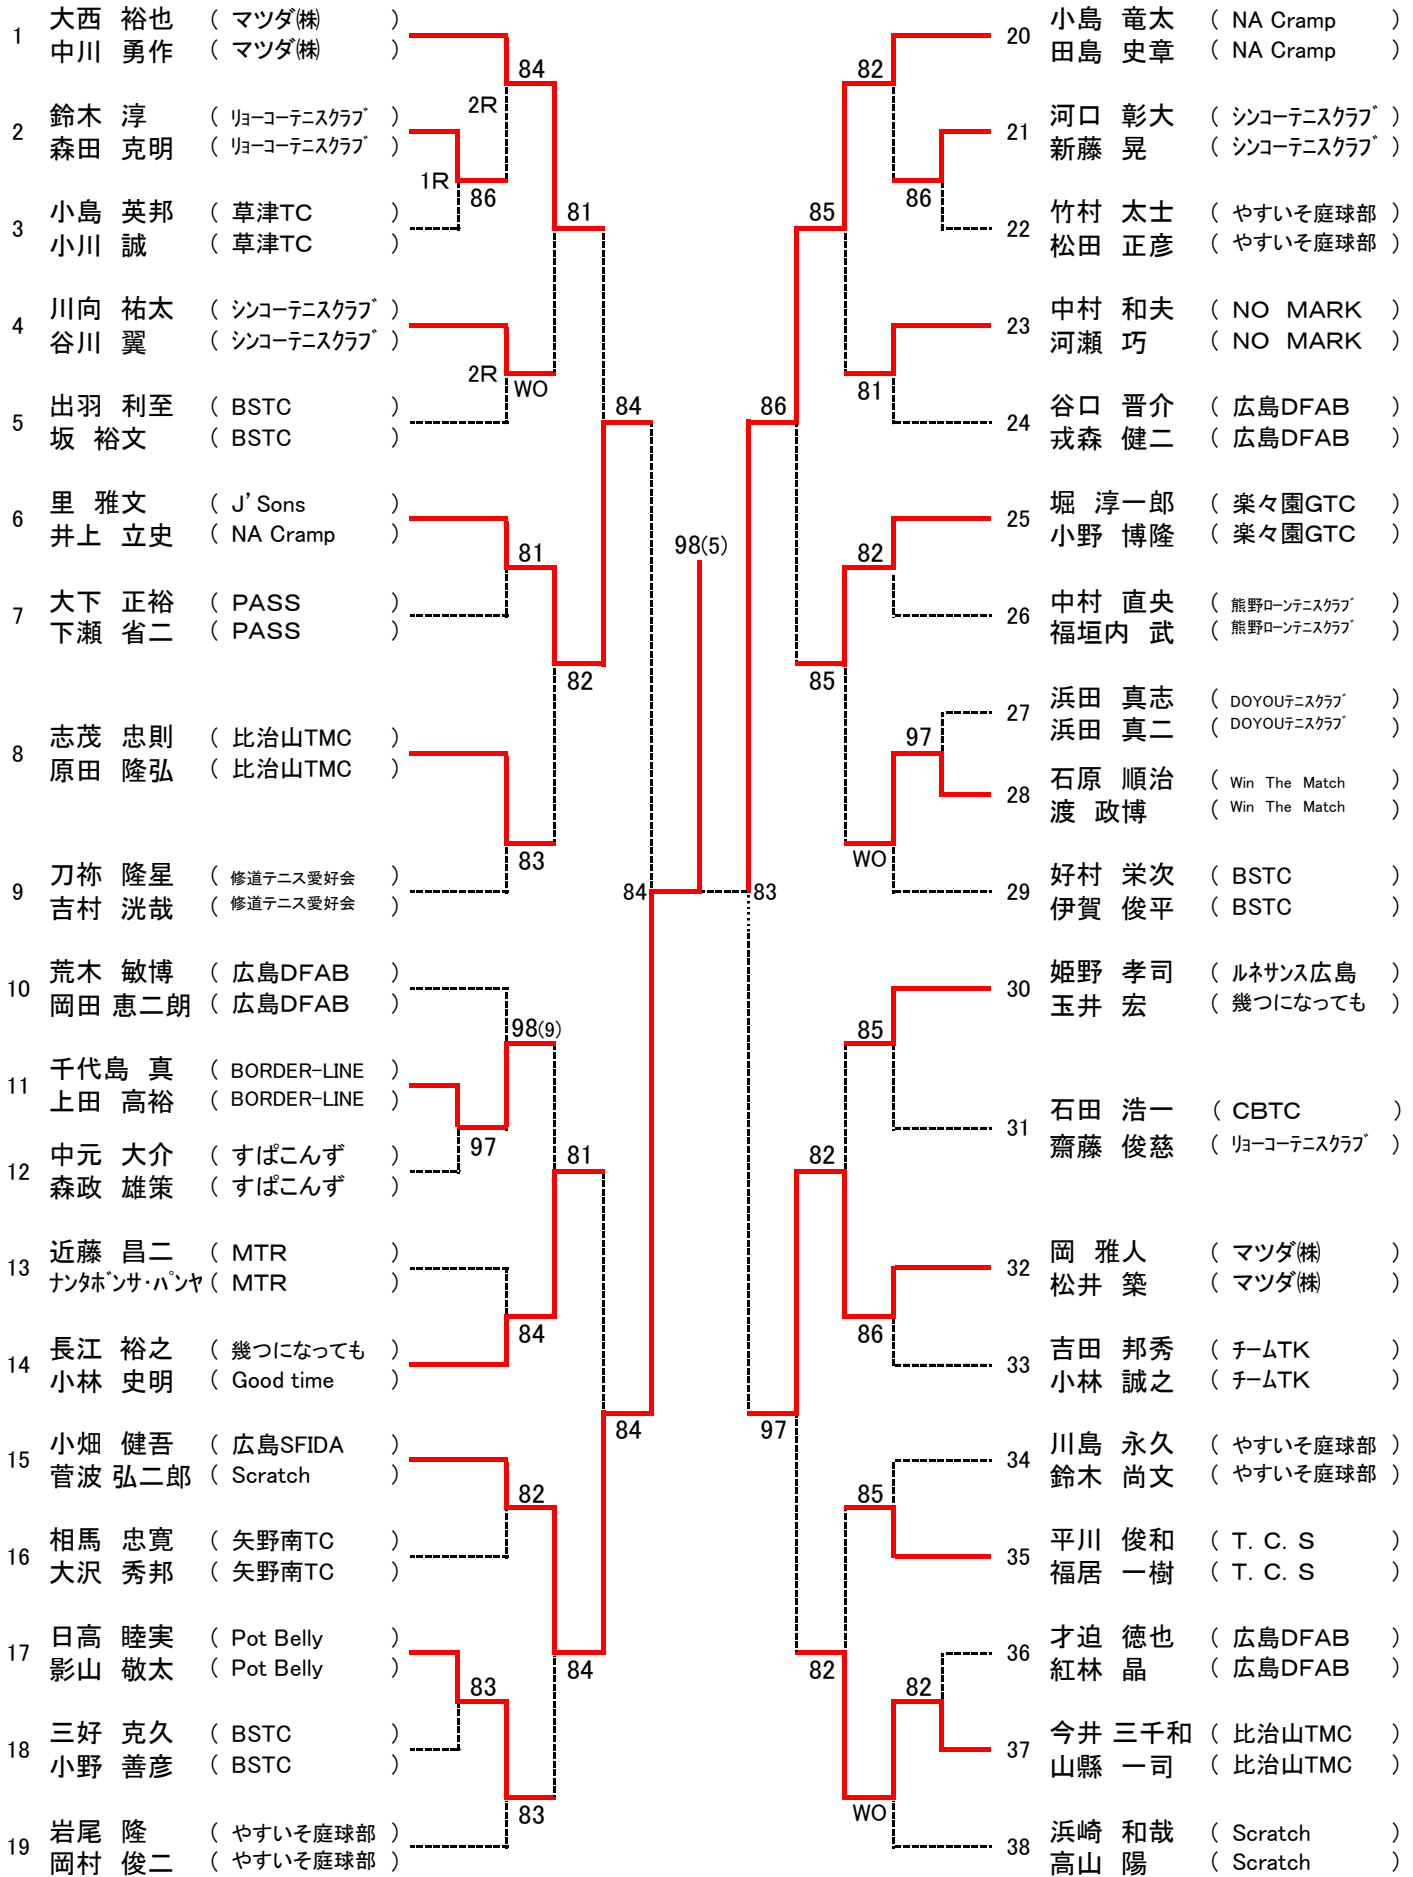 1 大西 裕也 ( マツダ㈱ )
中川 勇作 ( マツダ㈱ )
84
2R
2 鈴木 淳 ( ﾘｮｰｺｰﾃﾆｽｸﾗﾌﾞ )
森田 克明 ( ﾘｮｰｺｰﾃﾆｽｸﾗﾌﾞ )
1R
86
3 小島 英邦 ( 草津TC )
小川 誠 ( 草津TC )
81
4 川向 祐太 ( ｼﾝｺｰﾃﾆｽｸﾗﾌﾞ )
谷川 翼 ( ｼﾝｺｰﾃﾆｽｸﾗﾌﾞ )
2R
WO
5 出羽 利至 ( BSTC )
坂 裕文 ( BSTC )
84
6 里 雅文 ( J’Sons )
井上 立史 ( NA Cramp )
81
7 大下 正裕 ( PASS )
下瀬 省二 ( PASS )
82
8 志茂 忠則 ( 比治山TMC )
原田 隆弘 ( 比治山TMC )
83
9 刀祢 隆星 ( 修道テニス愛好会 )
吉村 洸哉 ( 修道テニス愛好会 )
84
10 荒木 敏博 ( 広島DFAB )
岡田 恵二朗 ( 広島DFAB )
98(9)
11 千代島 真 ( BORDER-LINE )
上田 高裕 ( BORDER-LINE )
97
12 中元 大介 ( すぱこんず )
森政 雄策 ( すぱこんず )
81
13 近藤 昌二 ( MTR )
ﾅﾝﾀﾎﾞﾝｻ・ﾊﾟﾝﾔ ( MTR )
84
14 長江 裕之 ( 幾つになっても )
小林 史明 ( Good time )
84
15 小畑 健吾 ( 広島SFIDA )
菅波 弘二郎 ( Scratch )
82
16 相馬 忠寛 ( 矢野南TC )
大沢 秀邦 ( 矢野南TC )
17 日高 睦実 ( Pot Belly )
影山 敬太 ( Pot Belly )
84
83
18 三好 克久 ( BSTC )
小野 善彦 ( BSTC )
83
19 岩尾 隆 ( やすいそ庭球部 )
岡村 俊二 ( やすいそ庭球部 )
98(5)
20 小島 竜太 ( NA Cramp )
田島 史章 ( NA Cramp )
82
21 河口 彰大 ( ｼﾝｺｰﾃﾆｽｸﾗﾌﾞ )
新藤 晃 ( ｼﾝｺｰﾃﾆｽｸﾗﾌﾞ )
86
22 竹村 太士 ( やすいそ庭球部 )
松田 正彦 ( やすいそ庭球部 )
85
23 中村 和夫 ( NO MARK )
河瀬 巧 ( NO MARK )
81
24 谷口 晋介 ( 広島DFAB )
戎森 健二 ( 広島DFAB )
86
25 堀 淳一郎 ( 楽々園GTC )
小野 博隆 ( 楽々園GTC )
82
26 中村 直央 ( 熊野ﾛｰﾝﾃﾆｽｸﾗﾌﾞ )
福垣内 武 ( 熊野ﾛｰﾝﾃﾆｽｸﾗﾌﾞ )
85
27 浜田 真志 ( DOYOUﾃﾆｽｸﾗﾌﾞ )
浜田 真二 ( DOYOUﾃﾆｽｸﾗﾌﾞ )
97
28 石原 順治 ( Win The Match )
渡 政博 ( Win The Match )
WO
29 好村 栄次 ( BSTC )
伊賀 俊平 ( BSTC )
83
30 姫野 孝司 ( ﾙﾈｻﾝｽ広島 )
玉井 宏 ( 幾つになっても )
85
31 石田 浩一 ( CBTC )
齋藤 俊慈 ( ﾘｮｰｺｰﾃﾆｽｸﾗﾌﾞ )
82
32 岡 雅人 ( マツダ㈱ )
松井 築 ( マツダ㈱ )
86
33 吉田 邦秀 ( ﾁｰﾑTK )
小林 誠之 ( ﾁｰﾑTK )
97
34 川島 永久 ( やすいそ庭球部 )
鈴木 尚文 ( やすいそ庭球部 )
85
35 平川 俊和 ( T．C．S )
福居 一樹 ( T．C．S )
36 才迫 徳也 ( 広島DFAB )
紅林 晶 ( 広島DFAB )
82
82
37 今井 三千和 ( 比治山TMC )
山縣 一司 ( 比治山TMC )
WO
38 浜崎 和哉 ( Scratch )
高山 陽 ( Scratch )